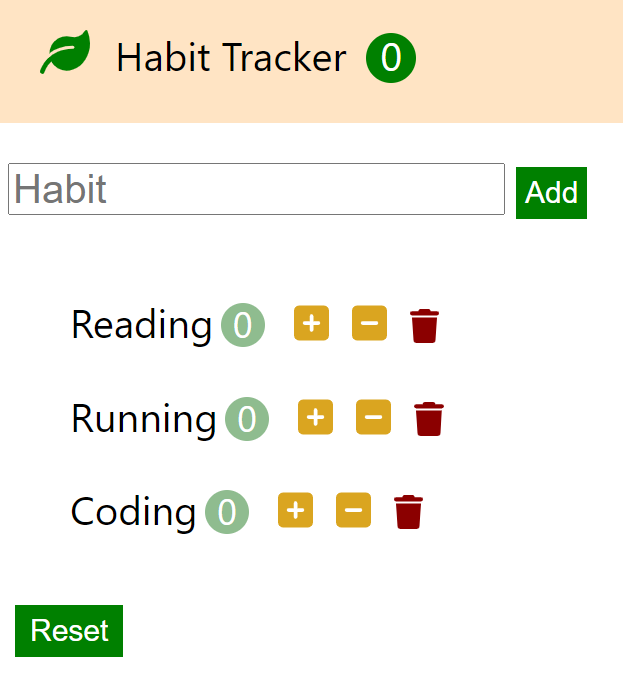 Habit Tracker 0
Habit Add
Reading 0
Running 0
Coding 0
Reset